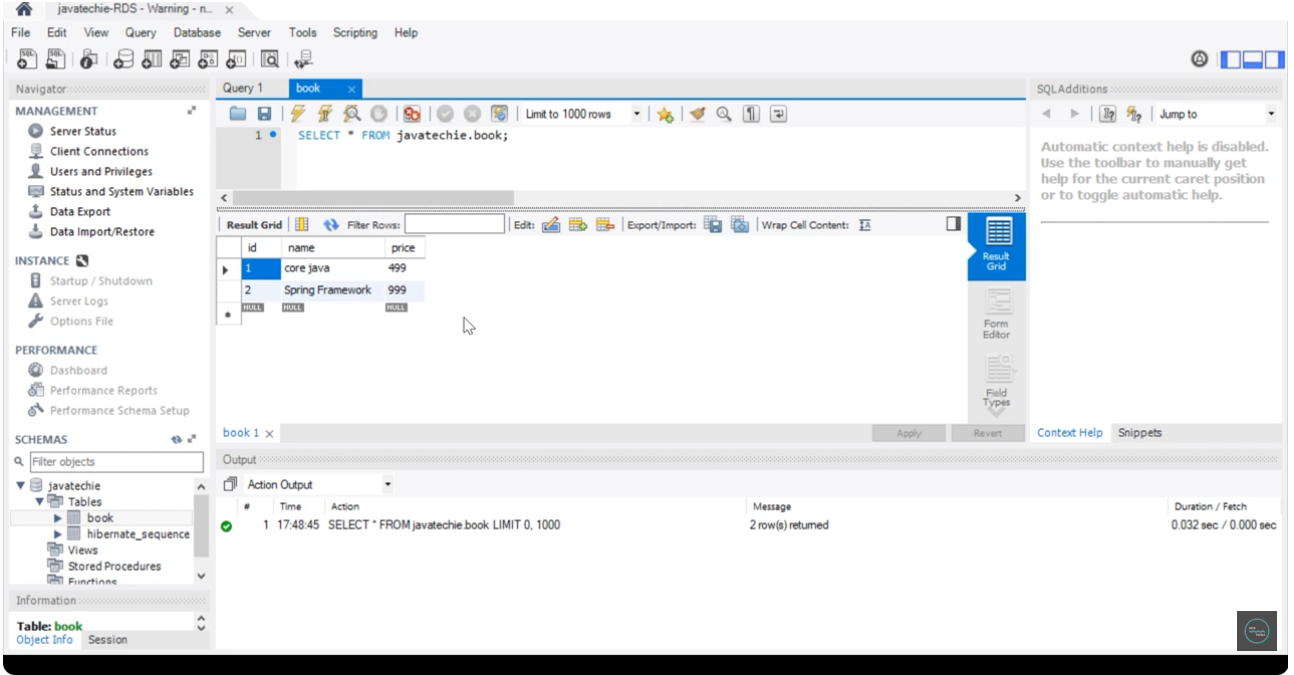 javatechie-RDS - Warning - n... ×
File Edit View Query Database Server Tools Scripting Help
Navigator
MANAGEMENT
Server Status
Client Connections
Users and Privileges
Status and System Variables
Data Export
Data Import/Restore
INSTANCE
Startup / Shutdown
Server Logs
Options File
PERFORMANCE
Dashboard
Performance Reports
Performance Schema Setup
SCHEMAS
Filter objects
javatechie
Tables
book
hibernate_sequence
Views
Stored Procedures
Functions
Information
Table: book
Object Info Session
Query 1 book ×
Limit to 1000 rows
1 SELECT * FROM javatechie.book;
Result Grid Filter Rows: Edit: Export/Import: Wrap Cell Content:
id name price
1 core java 499
2 Spring Framework 999
NULL NULL NULL
Result Grid
Form Editor
Field Types
book 1 × Apply Revert
Output
Action Output
# Time Action Message Duration / Fetch
1 17:48:45 SELECT * FROM javatechie.book LIMIT 0, 1000 2 row(s) returned 0.032 sec / 0.000 sec
SQLAdditions
Jump to
Automatic context help is disabled.
Use the toolbar to manually get
help for the current caret position
or to toggle automatic help.
Context Help Snippets